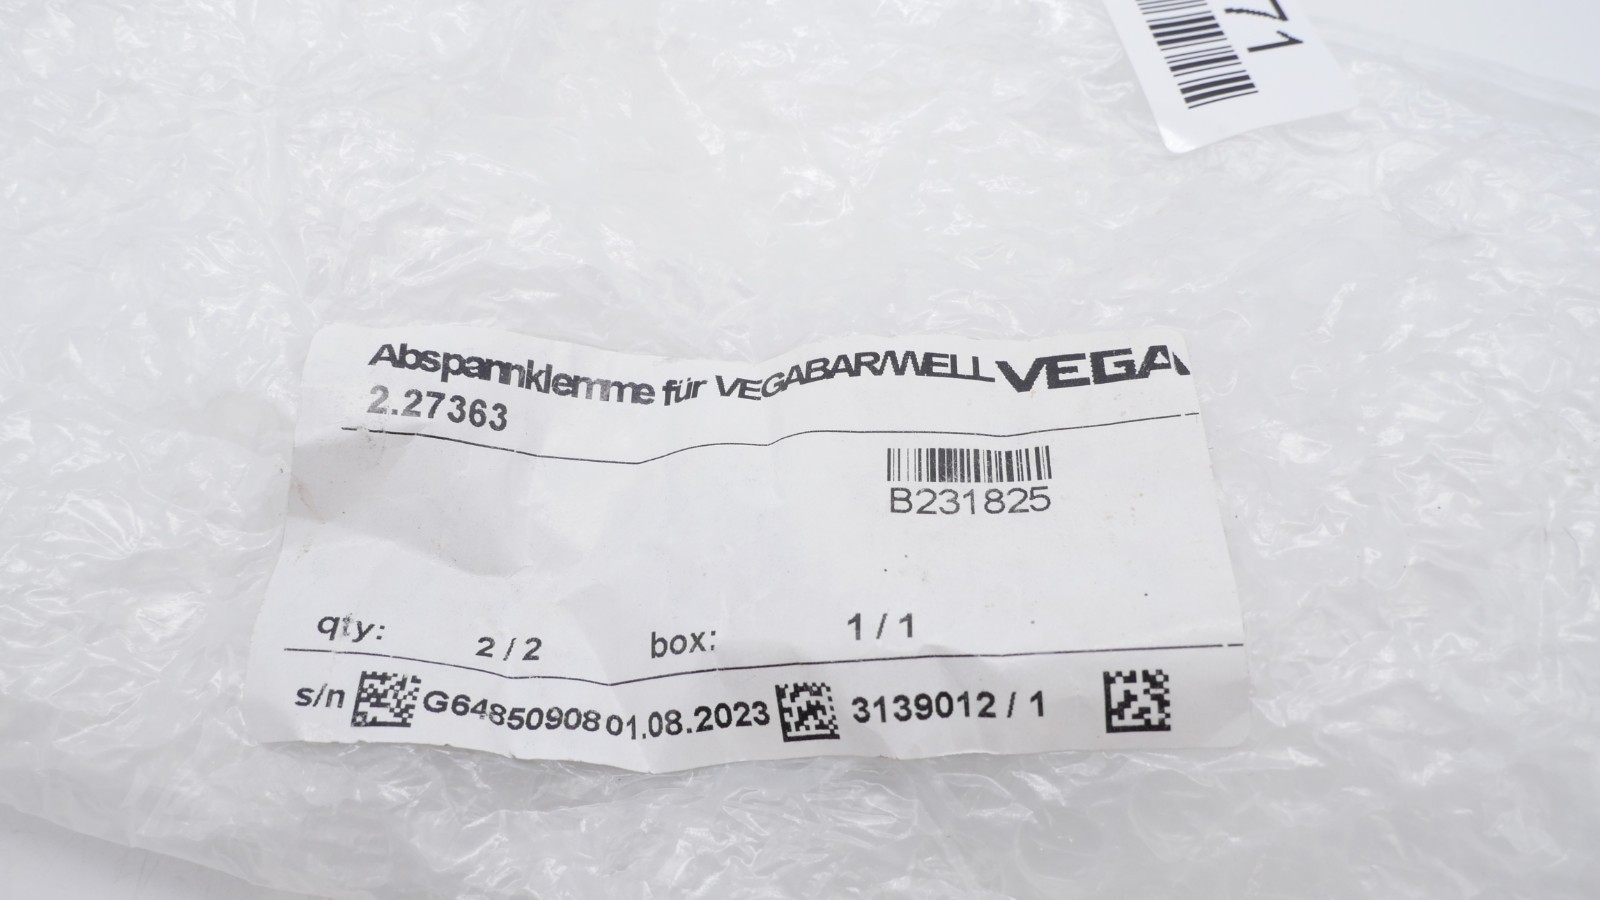 71
Abspannklemme für VEGABAR/WELL VEGA
2.27363
B231825
qty: 2 / 2 box: 1 / 1
s/n G64850908 01.08.2023 3139012 / 1